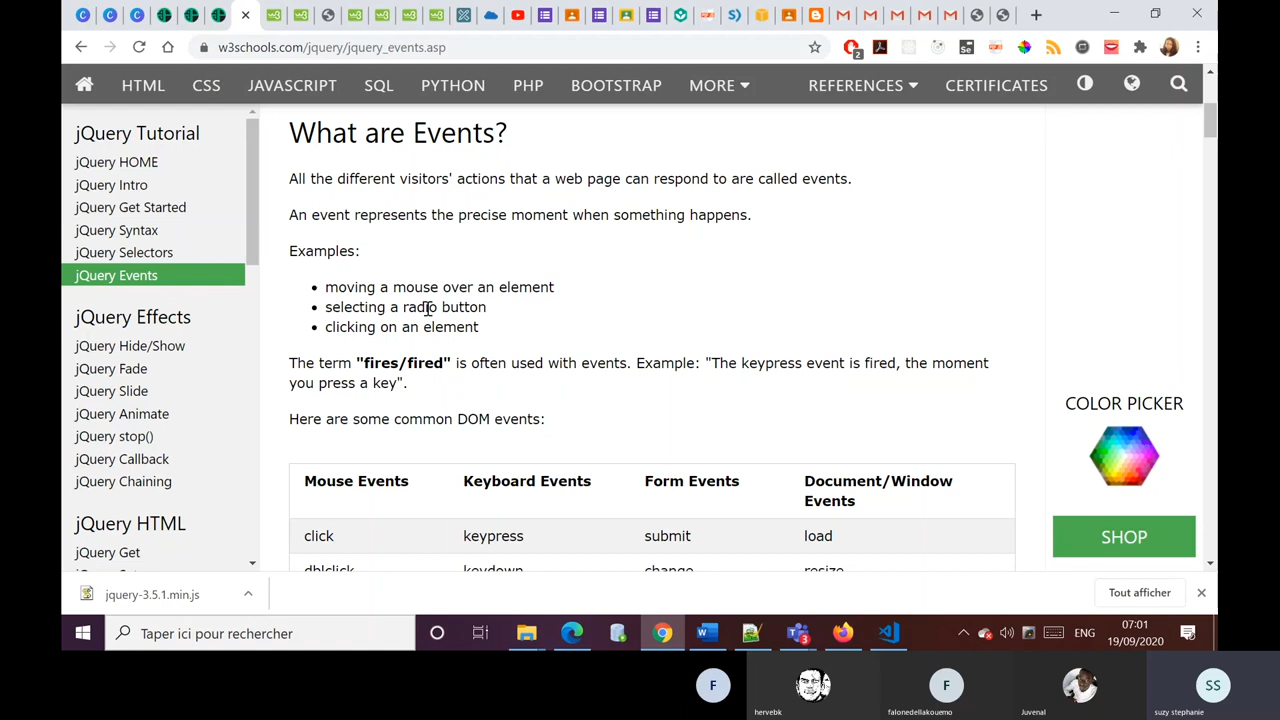 w3schools.com/jquery/jquery_events.asp
2
HTML
CSS
JAVASCRIPT
SQL
PYTHON
PHP
BOOTSTRAP
MORE
REFERENCES
CERTIFICATES
jQuery Tutorial
jQuery HOME
jQuery Intro
jQuery Get Started
jQuery Syntax
jQuery Selectors
jQuery Events
jQuery Effects
jQuery Hide/Show
jQuery Fade
jQuery Slide
jQuery Animate
jQuery stop()
jQuery Callback
jQuery Chaining
jQuery HTML
jQuery Get
What are Events?
All the different visitors' actions that a web page can respond to are called events.
An event represents the precise moment when something happens.
Examples:
• moving a mouse over an element
• selecting a radio button
• clicking on an element
The term "fires/fired" is often used with events. Example: "The keypress event is fired, the moment
you press a key".
Here are some common DOM events:
Mouse Events Keyboard Events Form Events Document/Window
Events
click keypress submit load
dblclick keydown change resize
COLOR PICKER
SHOP
jquery-3.5.1.min.js
Tout afficher
Taper ici pour rechercher
3
ENG
07:01
19/09/2020
F
F
SS
hervebk
falonedellakouemo
Juvenal
suzy stephanie